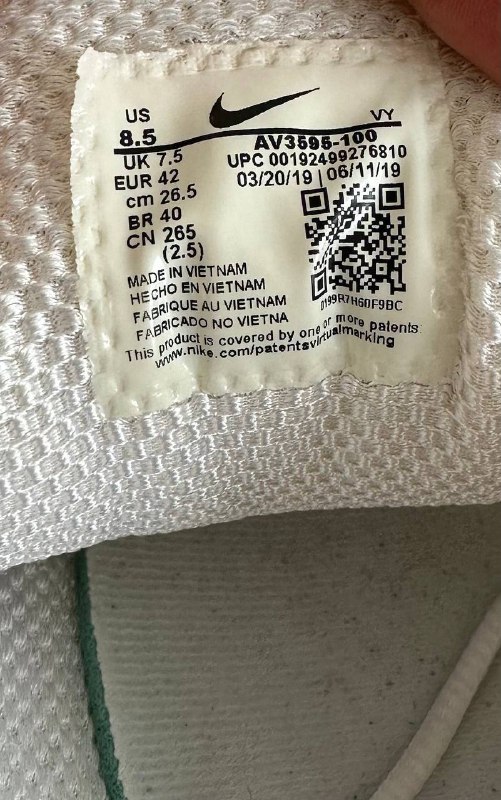 US
8.5
UK 7.5
EUR 42
cm 26.5
BR 40
CN 265
(2.5)
VY
AV3595-100
UPC 00192499276810
03/20/19 | 06/11/19
0199R7H60F9BC
MADE IN VIETNAM
HECHO EN VIETNAM
FABRIQUE AU VIETNAM
FABRICADO NO VIETNA
This product is covered by one or more patents:
www.nike.com/patentsvirtualmarking